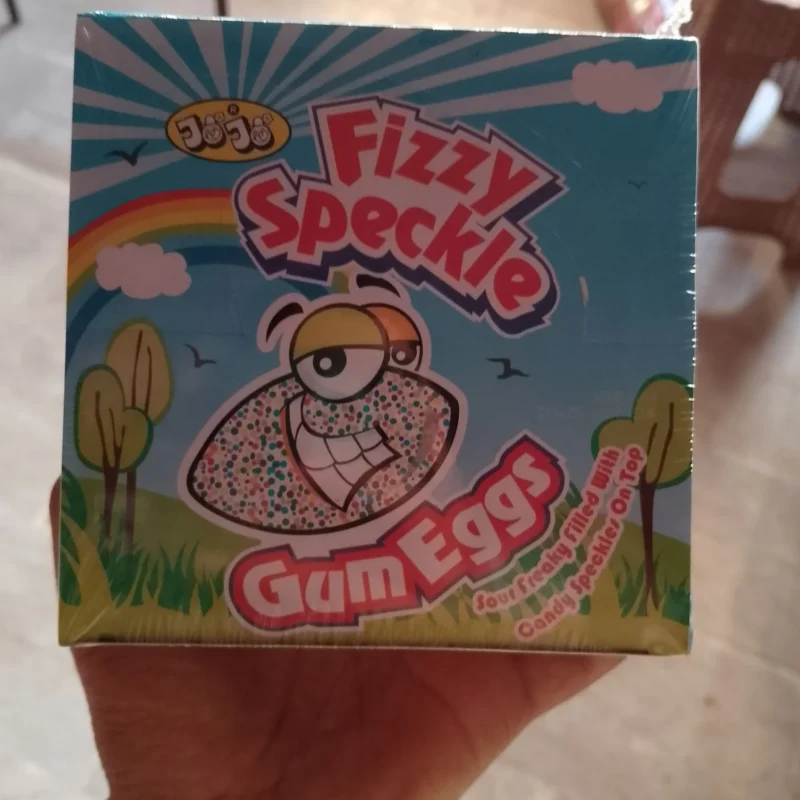 JoJo
®
Fizzy
Speckle
Gum Eggs
Sour Freaky Filled With
Candy Speckles On Top